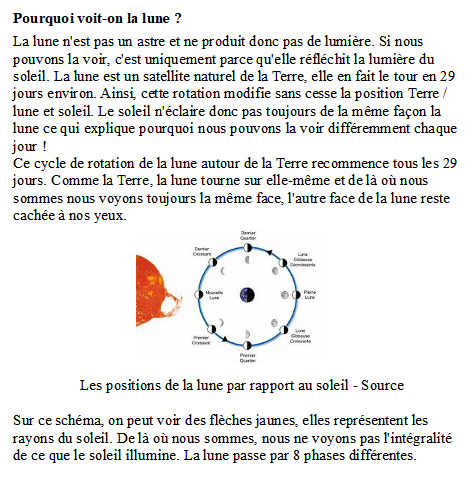 Pourquoi voit-on la lune ?
La lune n'est pas un astre et ne produit donc pas de lumière. Si nous
pouvons la voir, c'est uniquement parce qu'elle réfléchit la lumière du
soleil. La lune est un satellite naturel de la Terre, elle en fait le tour en 29
jours environ. Ainsi, cette rotation modifie sans cesse la position Terre /
lune et soleil. Le soleil n'éclaire donc pas toujours de la même façon la
lune ce qui explique pourquoi nous pouvons la voir différemment chaque
jour !
Ce cycle de rotation de la lune autour de la Terre recommence tous les 29
jours. Comme la Terre, la lune tourne sur elle-même et de là où nous
sommes nous voyons toujours la même face, l'autre face de la lune reste
cachée à nos yeux.
Dernier
Quartier
Dernier
Croissant
Lune
Gibbeuse
Décroissante
Nouvelle
Lune
Pleine
Lune
Premier
Croissant
Lune
Gibbeuse
Croissante
Premier
Quartier
Les positions de la lune par rapport au soleil - Source
Sur ce schéma, on peut voir des flèches jaunes, elles représentent les
rayons du soleil. De là où nous sommes, nous ne voyons pas l'intégralité
de ce que le soleil illumine. La lune passe par 8 phases différentes.